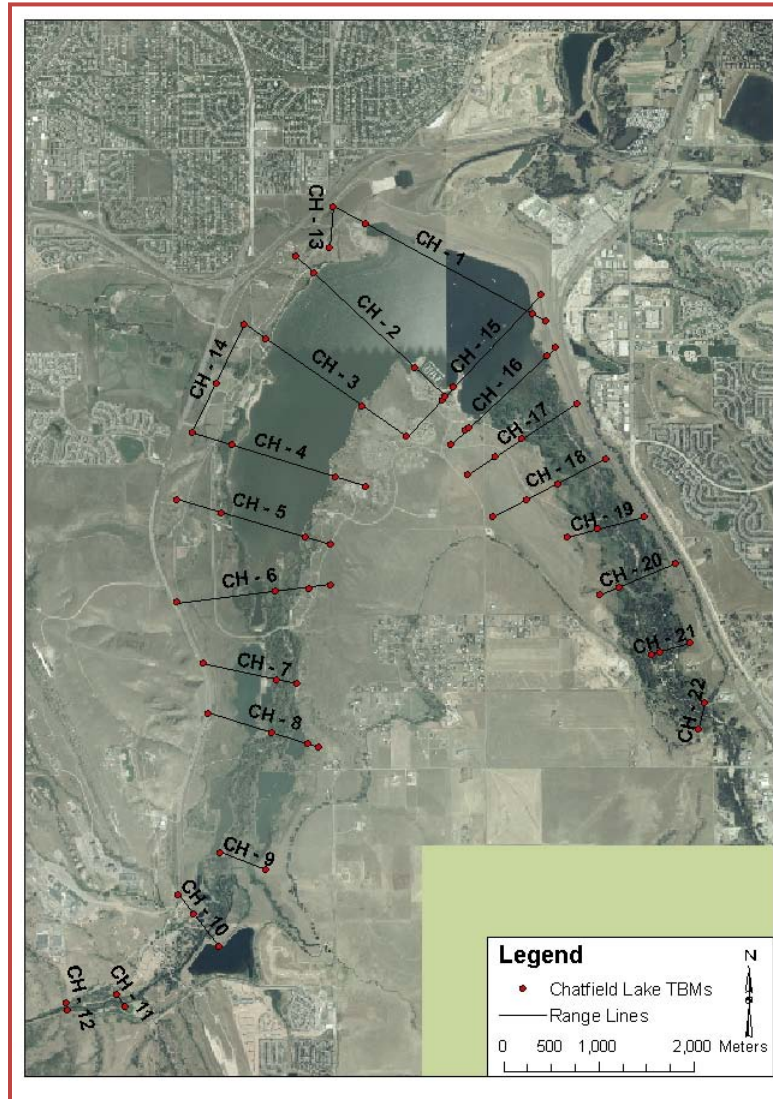 CH - 13
CH - 1
CH - 2
CH - 15
CH - 14
CH - 3
CH - 16
CH - 17
CH - 4
CH - 18
CH - 5
CH - 19
CH - 6
CH - 20
CH - 21
CH - 7
CH - 22
CH - 8
CH - 9
CH - 10
CH - 11
CH - 12
Legend
N
Chatfield Lake TBMs
Range Lines
0 500 1,000 2,000 Meters